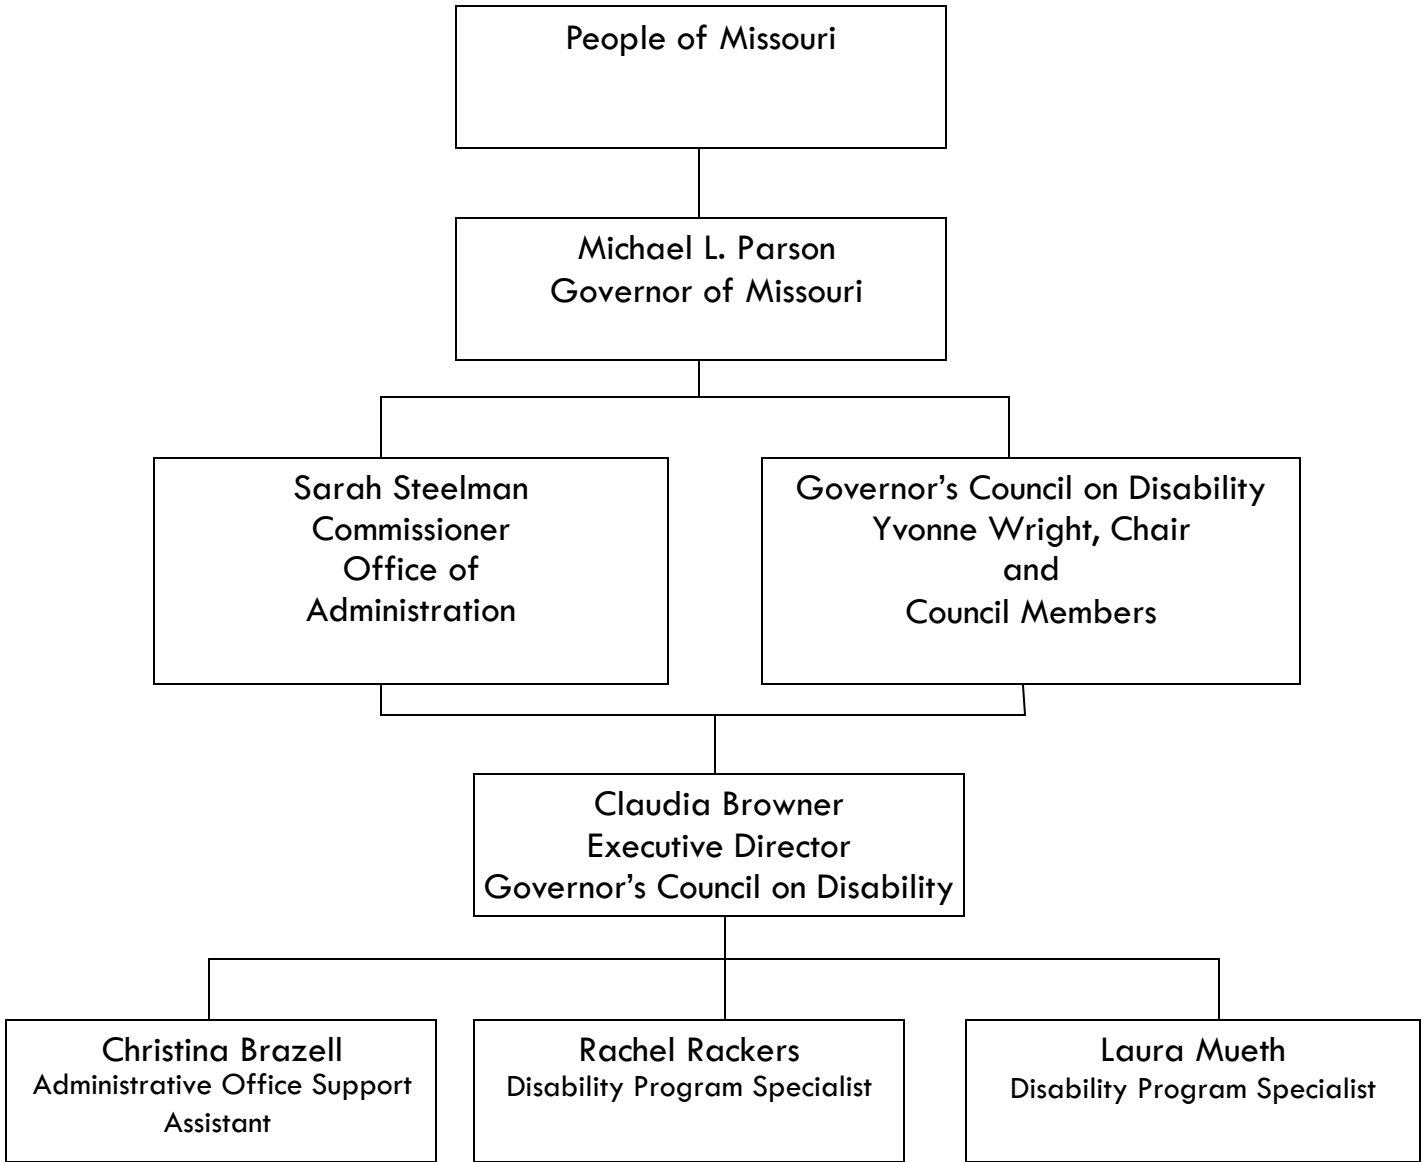 People of Missouri
Michael L. Parson
Governor of Missouri
Sarah Steelman
Commissioner
Office of
Administration
Governor’s Council on Disability
Yvonne Wright, Chair
and
Council Members
Claudia Browner
Executive Director
Governor’s Council on Disability
Christina Brazell
Administrative Office Support
Assistant
Rachel Rackers
Disability Program Specialist
Laura Mueth
Disability Program Specialist